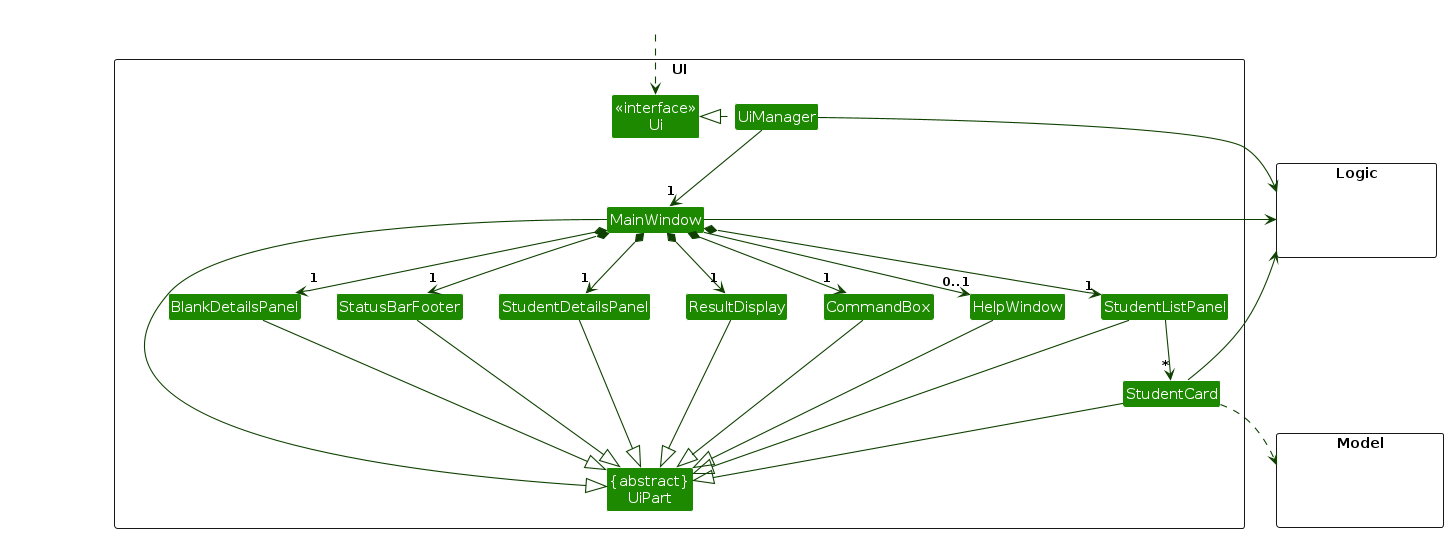 UI
«interface»
Ui
UiManager
Logic
1
MainWindow
1
1
1
1
1
0..1
1
BlankDetailsPanel
StatusBarFooter
StudentDetailsPanel
ResultDisplay
CommandBox
HelpWindow
StudentListPanel
*
StudentCard
Model
{abstract}
UiPart